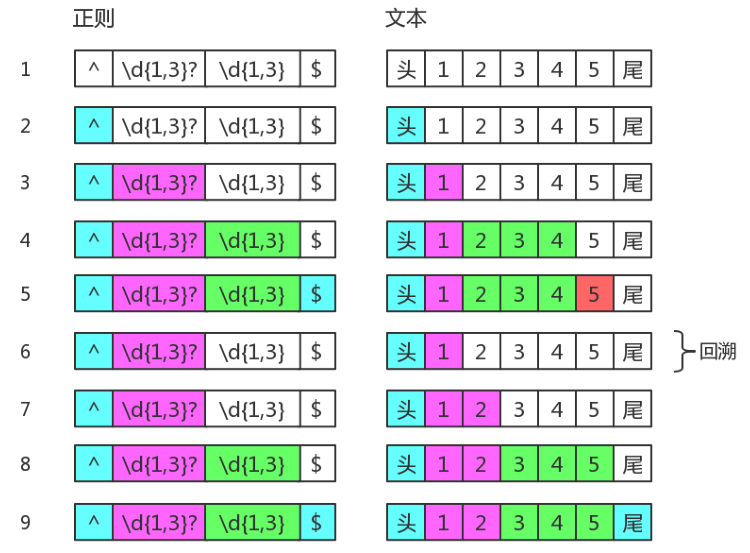 正则 文本
1 ^ \d{1,3}? \d{1,3} $ 头 1 2 3 4 5 尾
2 ^ \d{1,3}? \d{1,3} $ 头 1 2 3 4 5 尾
3 ^ \d{1,3}? \d{1,3} $ 头 1 2 3 4 5 尾
4 ^ \d{1,3}? \d{1,3} $ 头 1 2 3 4 5 尾
5 ^ \d{1,3}? \d{1,3} $ 头 1 2 3 4 5 尾
6 ^ \d{1,3}? \d{1,3} $ 头 1 2 3 4 5 尾 回溯
7 ^ \d{1,3}? \d{1,3} $ 头 1 2 3 4 5 尾
8 ^ \d{1,3}? \d{1,3} $ 头 1 2 3 4 5 尾
9 ^ \d{1,3}? \d{1,3} $ 头 1 2 3 4 5 尾